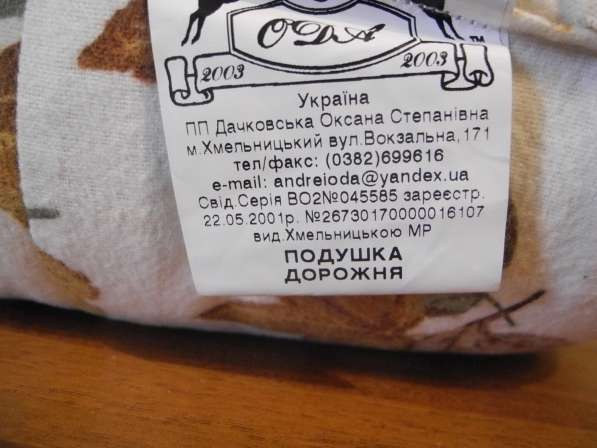 ОДА
2003 2003
™
Україна
ПП Дачковська Оксана Степанівна
м.Хмельницький вул.Вокзальна,171
тел/факс: (0382)699616
e-mail: andreioda@yandex.ua
Свід.Серія ВО2№045585 зареєстр.
22.05.2001р. №26730170000016107
вид.Хмельницькою МР
ПОДУШКА
ДОРОЖНЯ